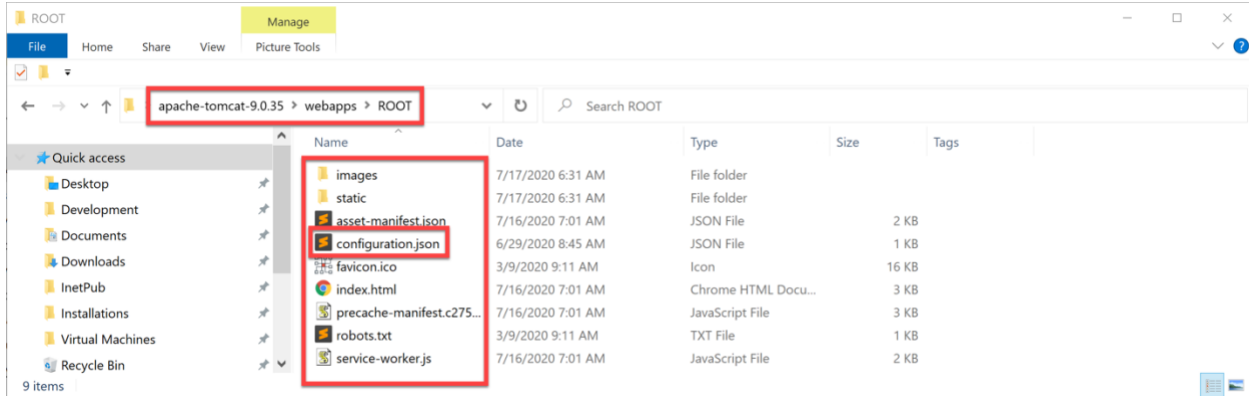 ROOT
Manage
File Home Share View Picture Tools
apache-tomcat-9.0.35 > webapps > ROOT
Search ROOT
Name Date Type Size Tags
Quick access
Desktop
Development
Documents
Downloads
InetPub
Installations
Virtual Machines
Recycle Bin
images 7/17/2020 6:31 AM File folder
static 7/17/2020 6:31 AM File folder
asset-manifest.json 7/16/2020 7:01 AM JSON File 2 KB
configuration.json 6/29/2020 8:45 AM JSON File 1 KB
favicon.ico 3/9/2020 9:11 AM Icon 16 KB
index.html 7/16/2020 7:01 AM Chrome HTML Docu... 3 KB
precache-manifest.c275... 7/16/2020 7:01 AM JavaScript File 3 KB
robots.txt 3/9/2020 9:11 AM TXT File 1 KB
service-worker.js 7/16/2020 7:01 AM JavaScript File 2 KB
9 items